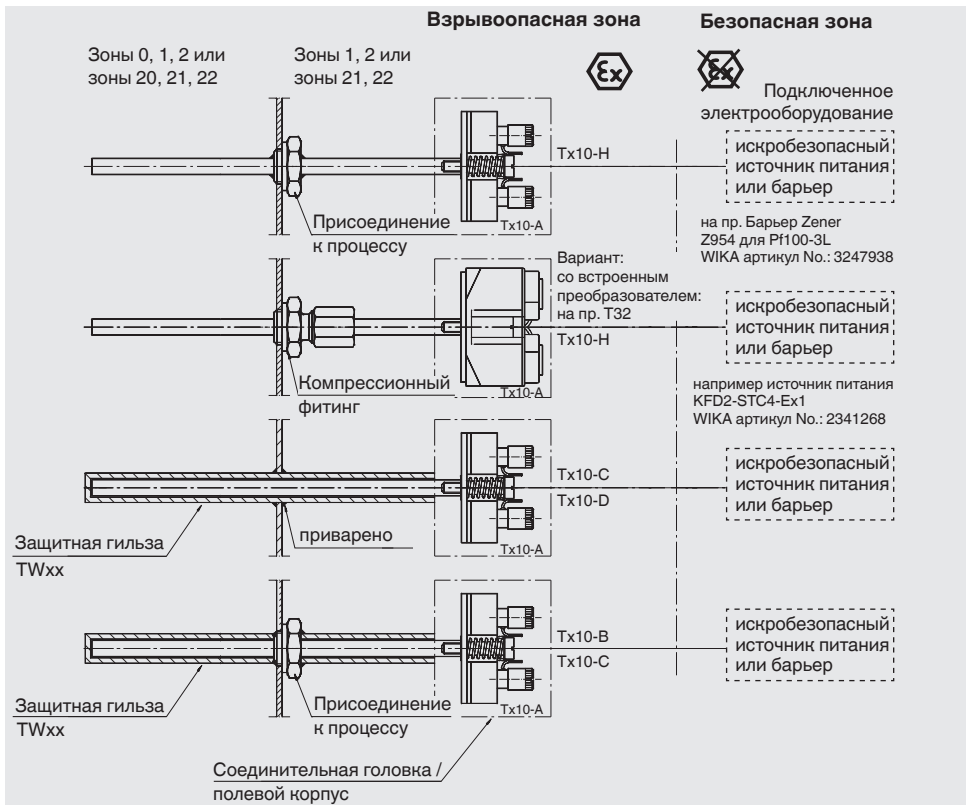 Взрывоопасная зона
Безопасная зона
Зоны 0, 1, 2 или
зоны 20, 21, 22
Зоны 1, 2 или
зоны 21, 22
Ex
Ex
Подключенное
электрооборудование
Tx10-H
искробезопасный
источник питания
или барьер
Присоединение
к процессу
Tx10-A
на пр. Барьер Zener
Z954 для Pf100-3L
WIKA артикул No.: 3247938
Вариант:
со встроенным
преобразователем:
на пр. T32
Tx10-H
искробезопасный
источник питания
или барьер
Компрессионный
фитинг
Tx10-A
например источник питания
KFD2-STC4-Ex1
WIKA артикул No.: 2341268
Tx10-C
Tx10-D
искробезопасный
источник питания
или барьер
Защитная гильза
TWxx
приварено
Tx10-A
Tx10-B
Tx10-C
искробезопасный
источник питания
или барьер
Защитная гильза
TWxx
Присоединение
к процессу
Tx10-A
Соединительная головка /
полевой корпус